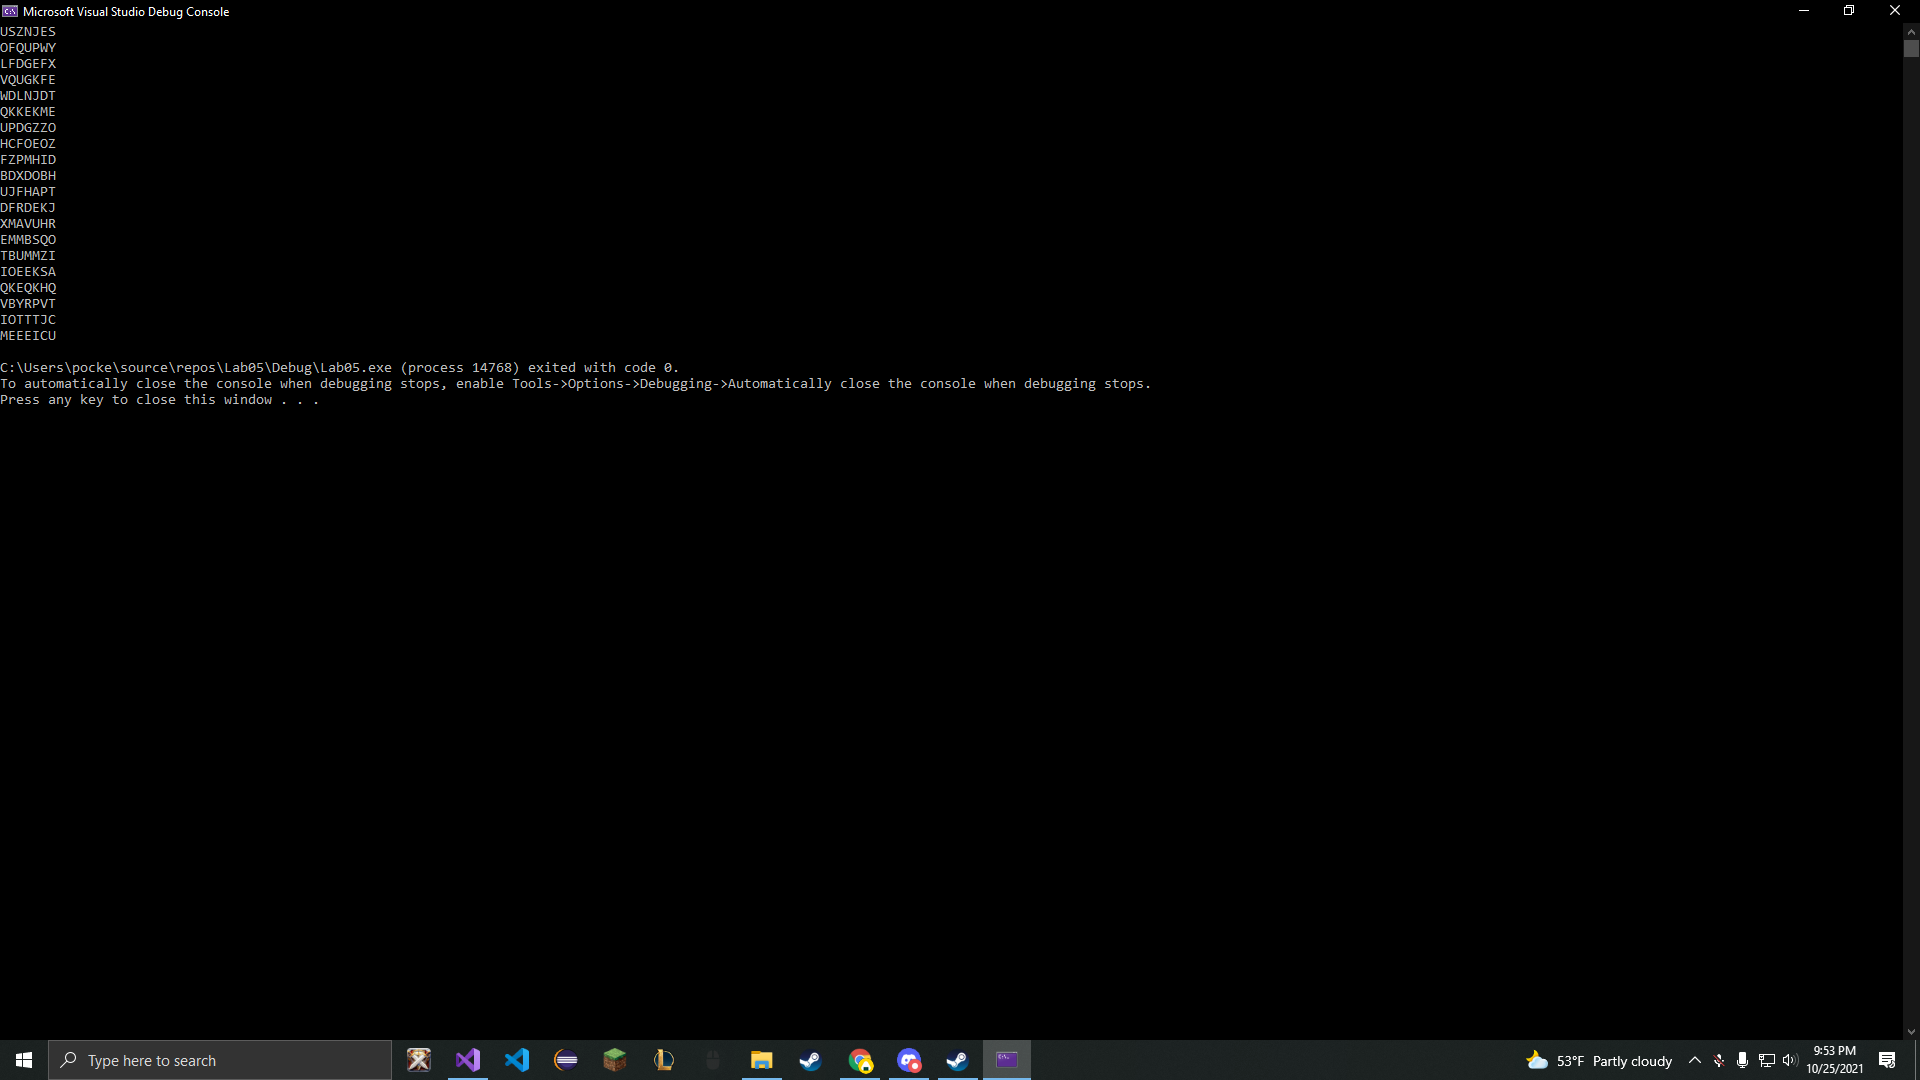 Microsoft Visual Studio Debug Console
USZNJES
OFQUPWY
LFDGEFX
VQUGKFE
WDLNJDT
QKKEKME
UPDGZZO
HCFOEOZ
FZPMHID
BDXDOBH
UJFHAPT
DFRDEKJ
XMAVUHR
EMMBSQO
TBUMMZI
IOEEKSA
QKEQKHQ
VBYRPVT
IOTTTJC
MEEEICU
C:\Users\pocke\source\repos\Lab05\Debug\Lab05.exe (process 14768) exited with code 0.
To automatically close the console when debugging stops, enable Tools->Options->Debugging->Automatically close the console when debugging stops.
Press any key to close this window . . .
Type here to search
53°F Partly cloudy
9:53 PM
10/25/2021